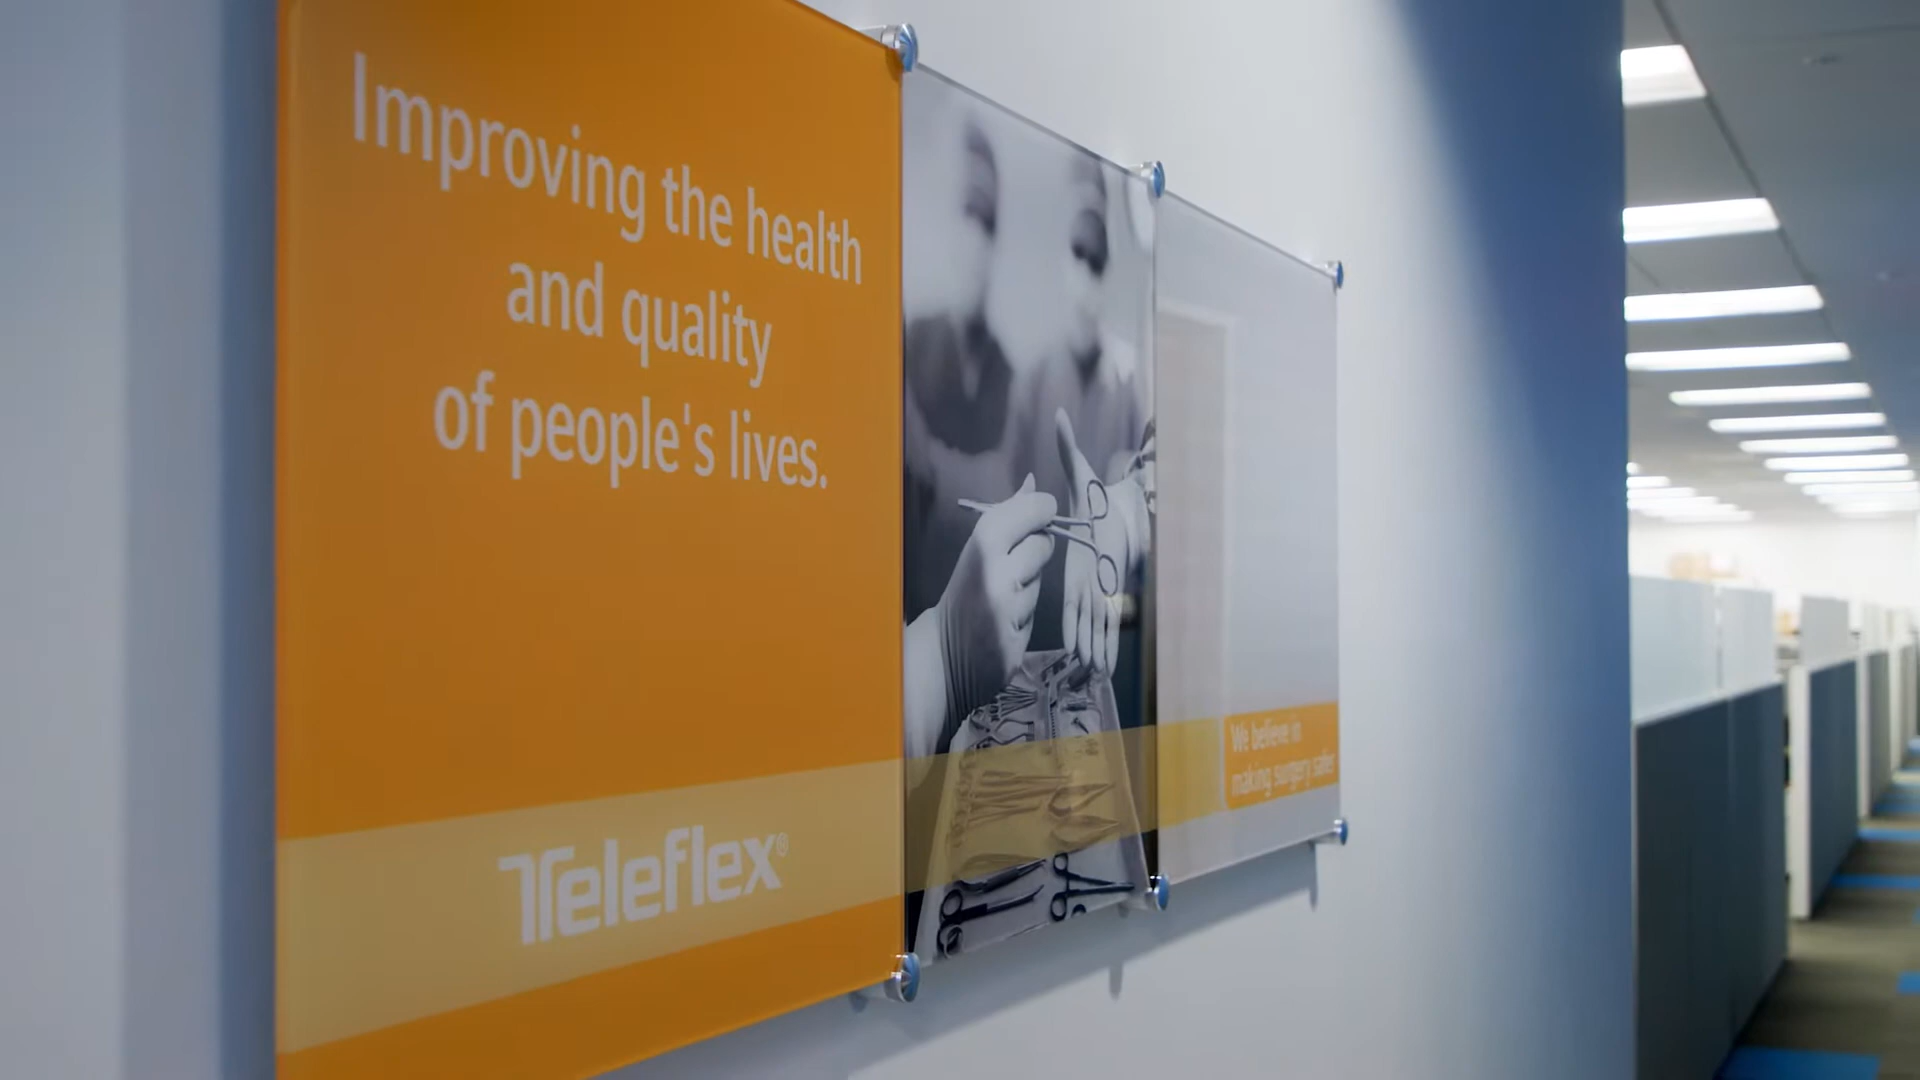 Improving the health
and quality
of people's lives.
Teleflex®
We believe in
making surgery safer